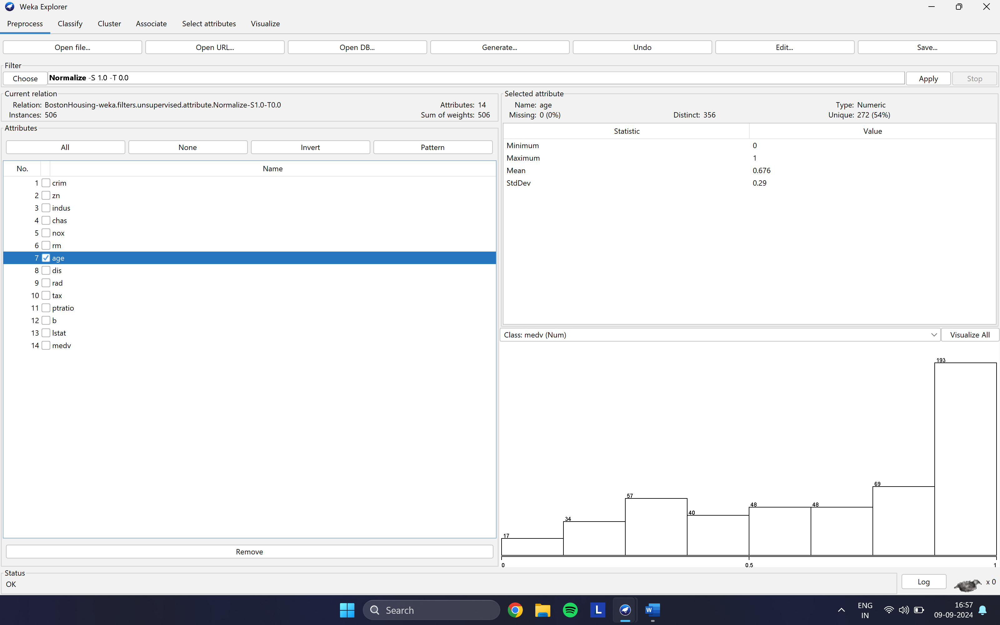 Weka Explorer
Preprocess Classify Cluster Associate Select attributes Visualize
Open file... Open URL... Open DB... Generate... Undo Edit... Save...
Filter
Choose Normalize -S 1.0 -T 0.0 Apply Stop
Current relation
Relation: BostonHousing-weka.filters.unsupervised.attribute.Normalize-S1.0-T0.0 Attributes: 14
Instances: 506 Sum of weights: 506
Attributes
All None Invert Pattern
No. Name
1 crim
2 zn
3 indus
4 chas
5 nox
6 rm
7 age
8 dis
9 rad
10 tax
11 ptratio
12 b
13 lstat
14 medv
Remove
Selected attribute
Name: age Type: Numeric
Missing: 0 (0%) Distinct: 356 Unique: 272 (54%)
Statistic Value
Minimum 0
Maximum 1
Mean 0.676
StdDev 0.29
Class: medv (Num) Visualize All
193
69
57
48 48
40
34
17
0 0.5 1
Status
OK
Log x 0
Search
L
W
ENG
IN
16:57
09-09-2024